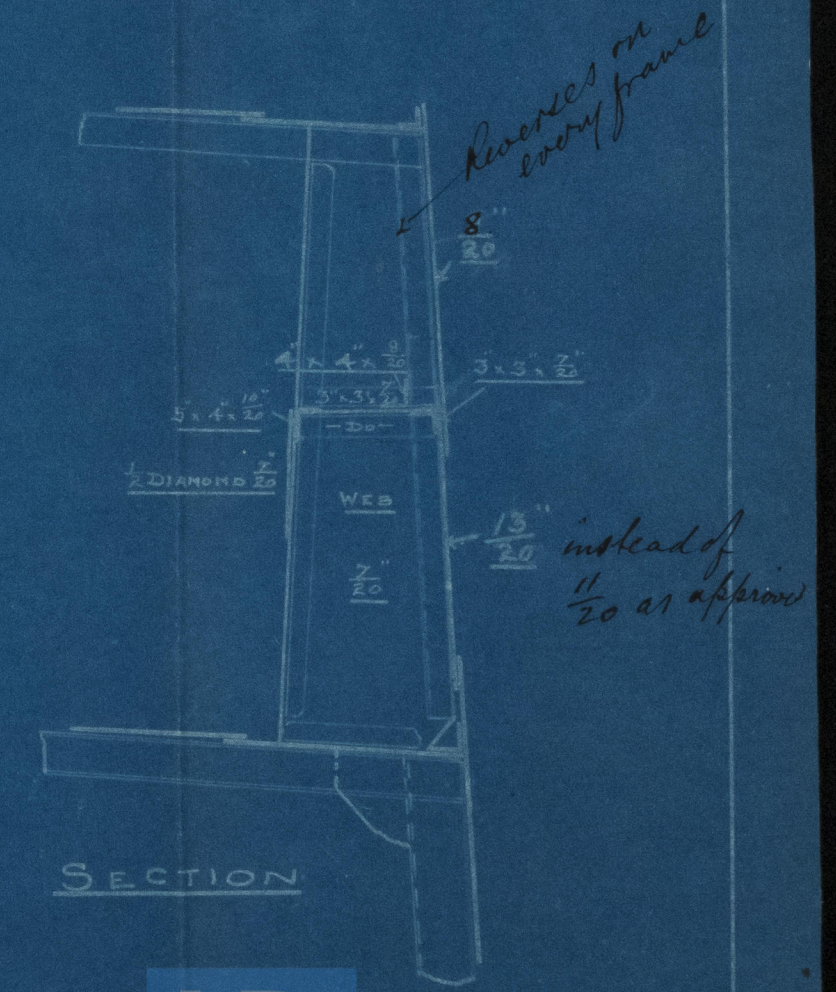 Reverses on
every frame
8"
20
4" x 4" x 9/20
3" x 3" x 7/20
3" x 3" x 7/20"
5" x 4" x 10/20"
- Do -
1/2 DIAMOND 7/20"
WEB
7/20"
13/20"
instead of
11/20 as approved
SECTION